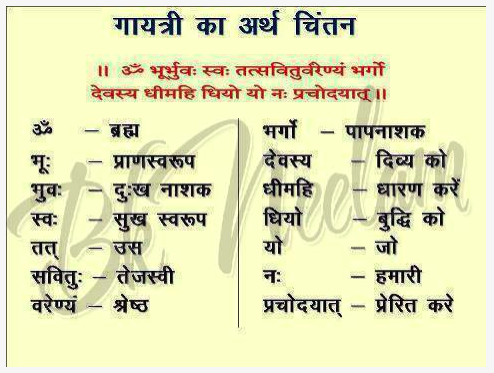 गायत्री का अर्थ चिंतन
॥ ॐ भूर्भुवः स्वः तत्सवितुर्वरेण्यं भर्गो
देवस्य धीमहि धियो यो नः प्रचोदयात् ॥
ॐ – ब्रह्म
भूः – प्राणस्वरूप
भुवः – दुःख नाशक
स्वः – सुख स्वरूप
तत् – उस
सवितुः – तेजस्वी
वरेण्यं – श्रेष्ठ
भर्गो – पापनाशक
देवस्य – दिव्य को
धीमहि – धारण करें
धियो – बुद्धि को
यो – जो
नः – हमारी
प्रचोदयात् – प्रेरित करे
Bk Neelam